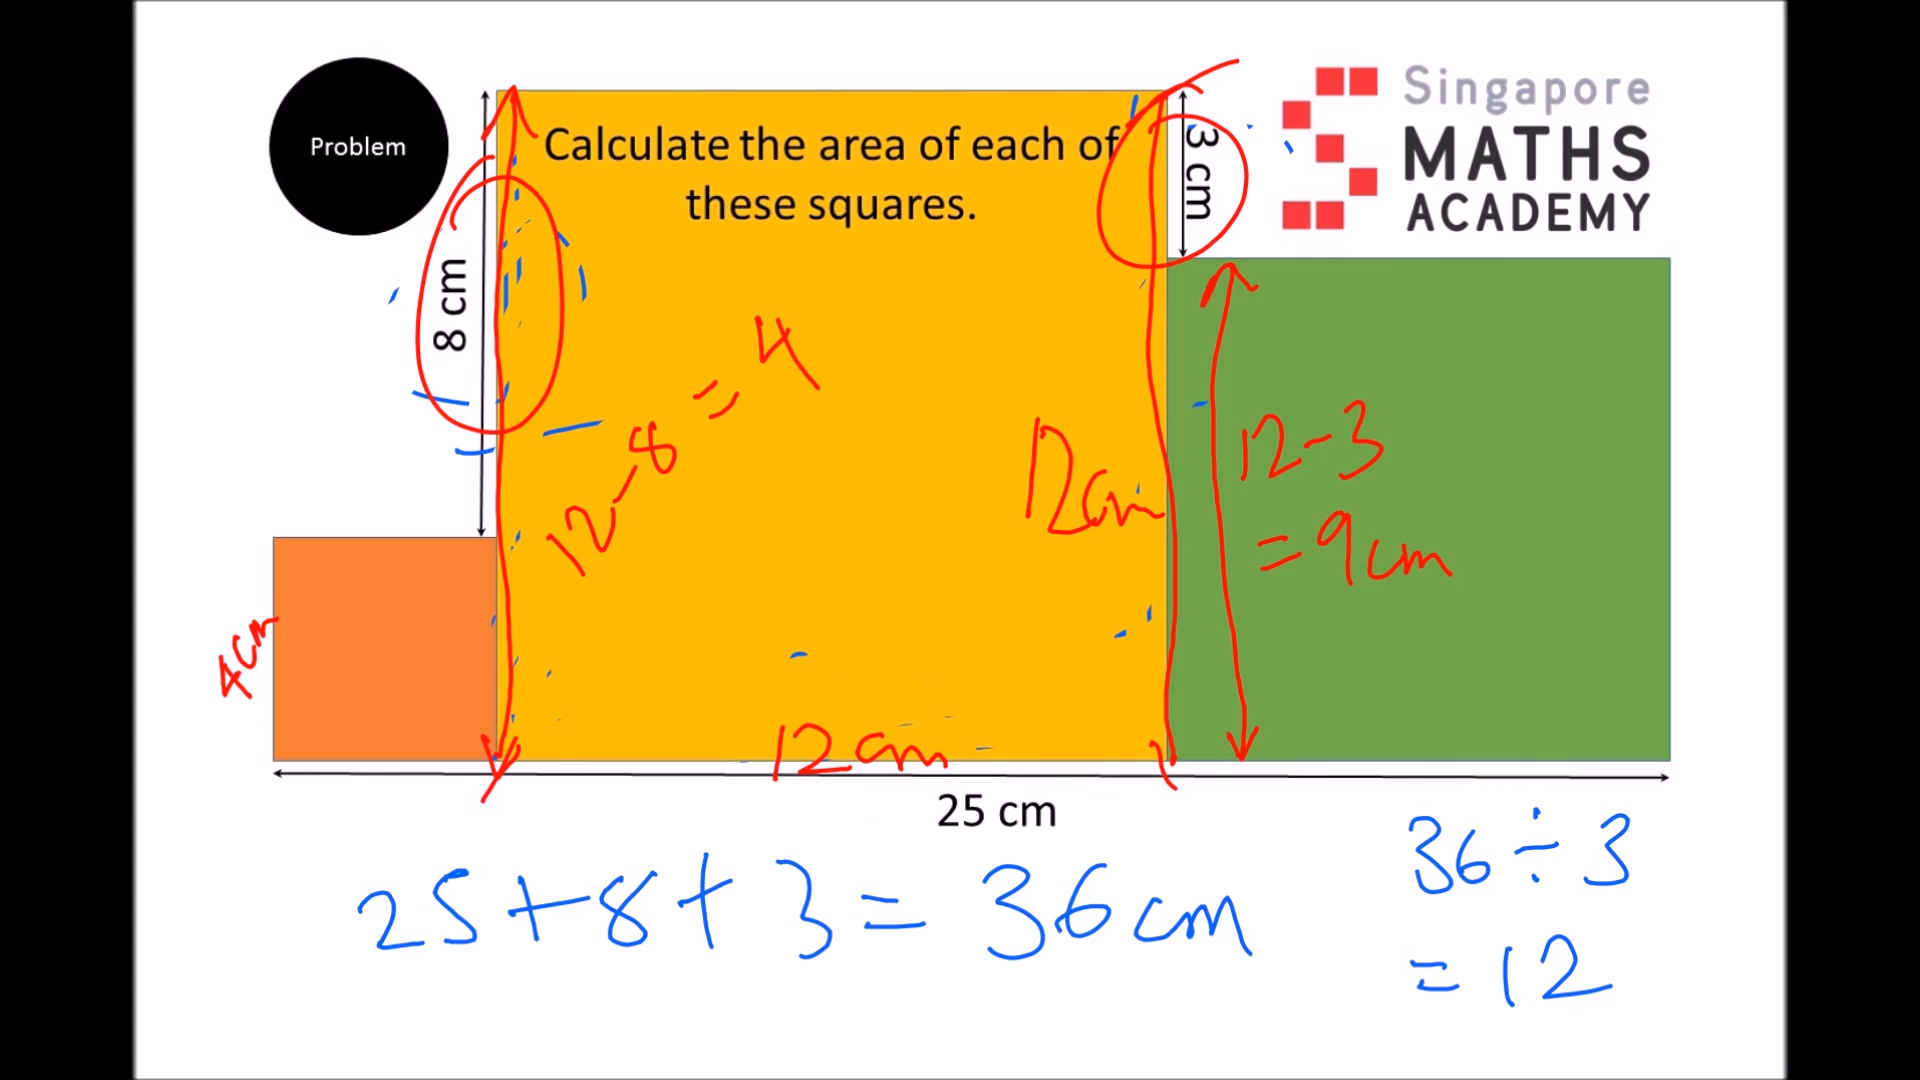 Problem
Calculate the area of each of
these squares.
Singapore
MATHS
ACADEMY
3 cm
8 cm
12-8 = 4
12cm
12-3
= 9cm
4cm
12cm
25 cm
25+8+3=36cm
36÷3
=12